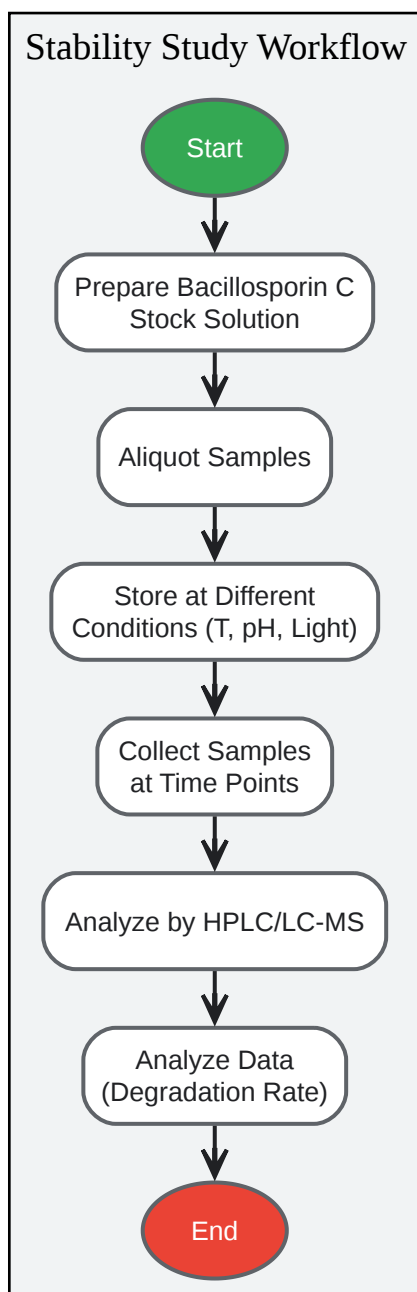 Stability Study Workflow
Start
Prepare Bacillosporin C
Stock Solution
Aliquot Samples
Store at Different
Conditions (T, pH, Light)
Collect Samples
at Time Points
Analyze by HPLC/LC-MS
Analyze Data
(Degradation Rate)
End